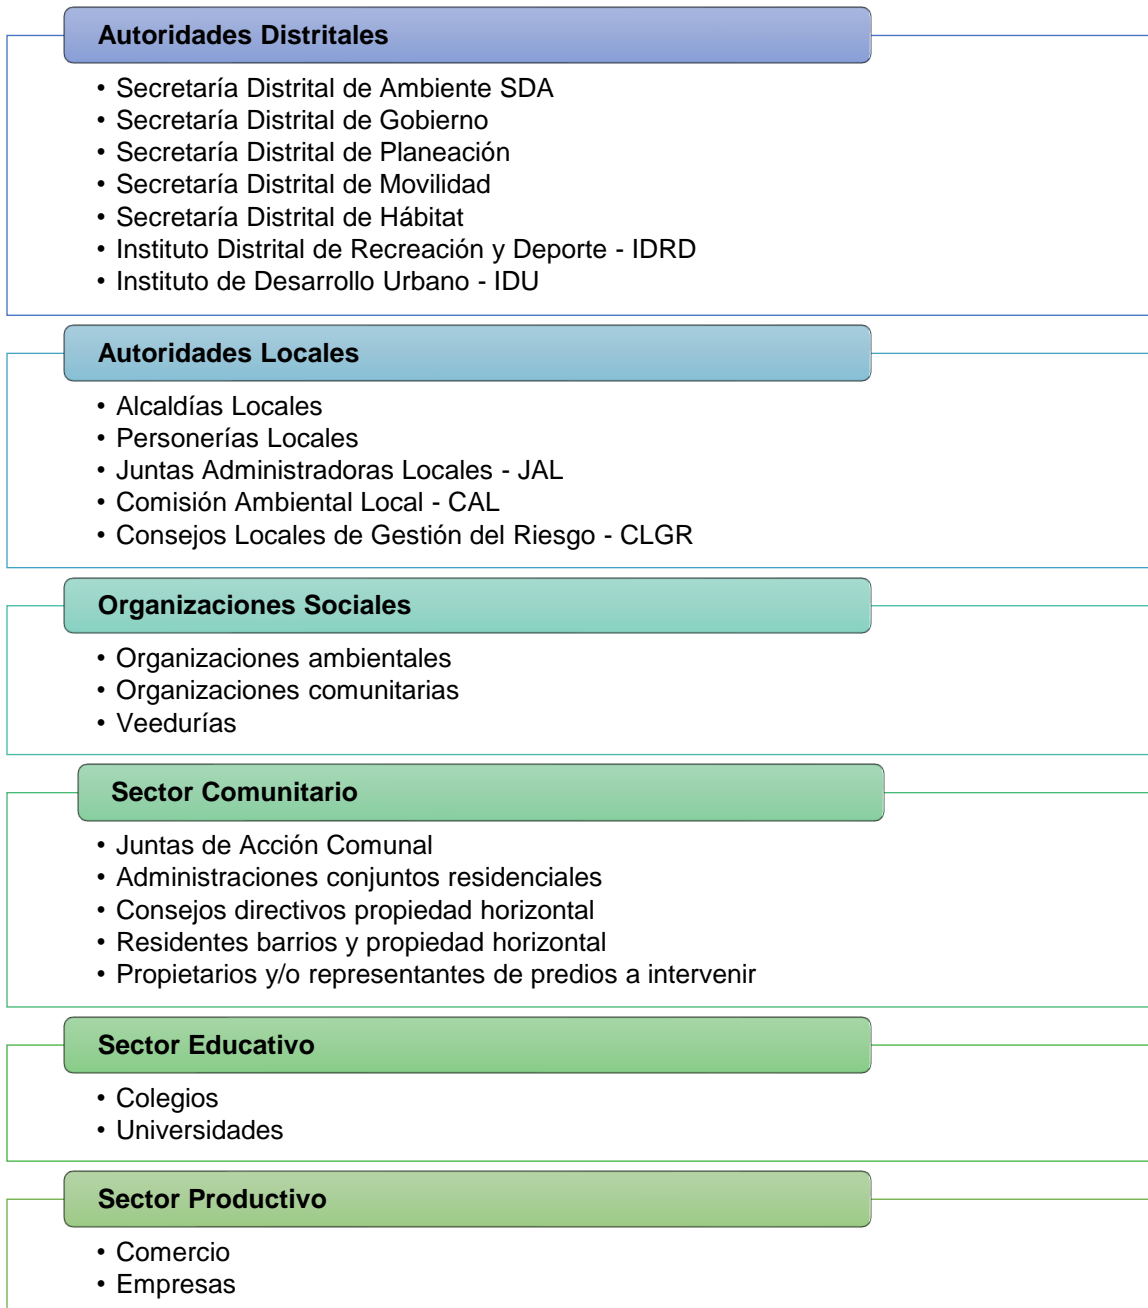 Autoridades Distritales
• Secretaría Distrital de Ambiente SDA
• Secretaría Distrital de Gobierno
• Secretaría Distrital de Planeación
• Secretaría Distrital de Movilidad
• Secretaría Distrital de Hábitat
• Instituto Distrital de Recreación y Deporte - IDRD
• Instituto de Desarrollo Urbano - IDU
Autoridades Locales
• Alcaldías Locales
• Personerías Locales
• Juntas Administradoras Locales - JAL
• Comisión Ambiental Local - CAL
• Consejos Locales de Gestión del Riesgo - CLGR
Organizaciones Sociales
• Organizaciones ambientales
• Organizaciones comunitarias
• Veedurías
Sector Comunitario
• Juntas de Acción Comunal
• Administraciones conjuntos residenciales
• Consejos directivos propiedad horizontal
• Residentes barrios y propiedad horizontal
• Propietarios y/o representantes de predios a intervenir
Sector Educativo
• Colegios
• Universidades
Sector Productivo
• Comercio
• Empresas